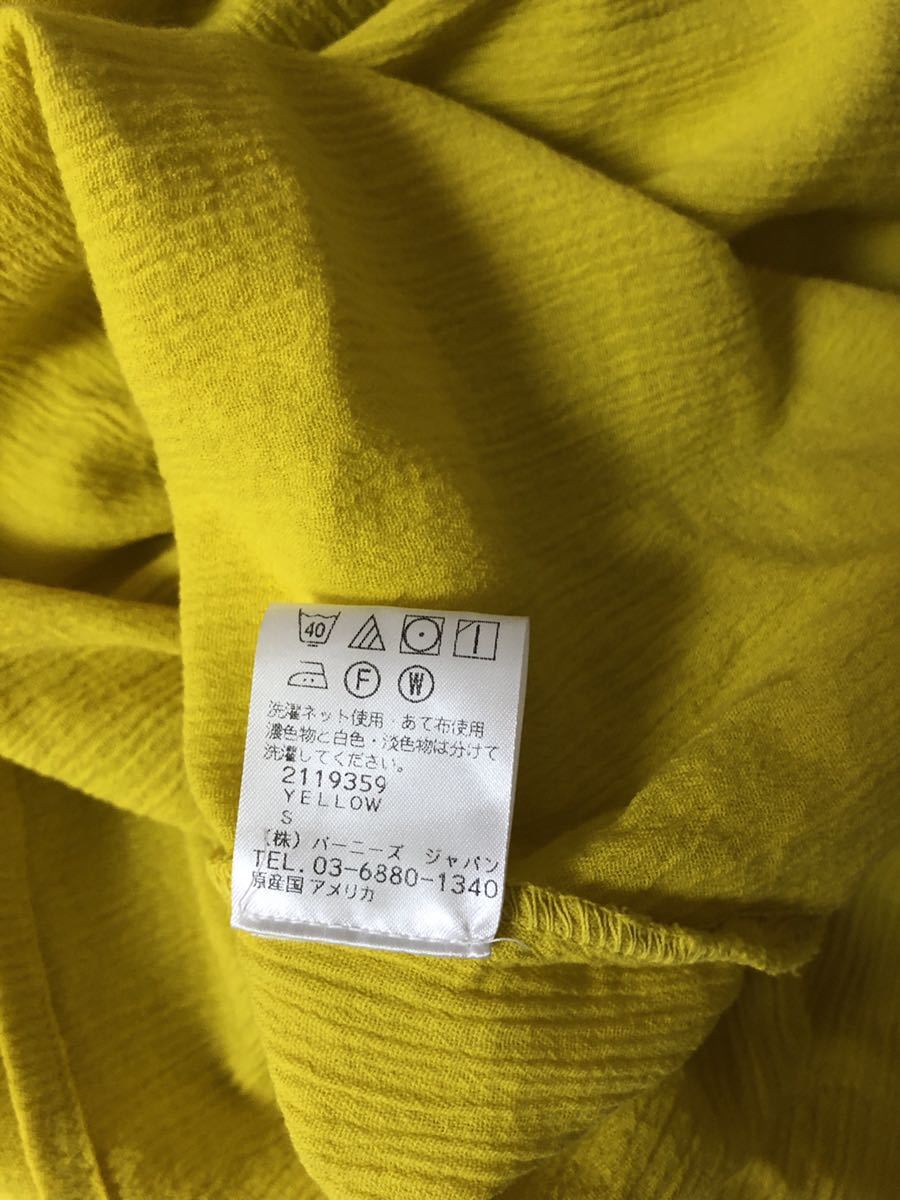 40
F W
洗濯ネット使用・あて布使用
濃色物と白色・淡色物は分けて
洗濯してください。
2119359
YELLOW
S
(株) バーニーズ ジャパン
TEL. 03-6880-1340
原産国 アメリカ